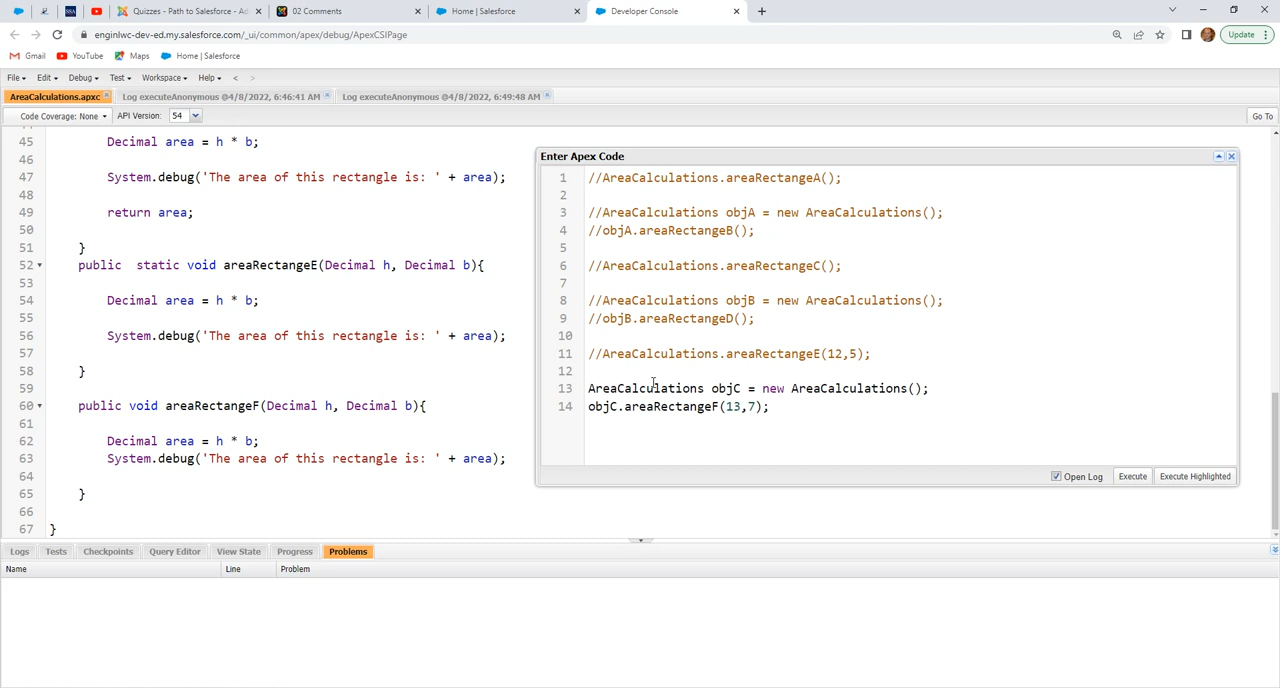 Quizzes - Path to Salesforce - Ad
02 Comments
Home | Salesforce
Developer Console
enginlwc-dev-ed.my.salesforce.com/_ui/common/apex/debug/ApexCSIPage
Update
Gmail YouTube Maps Home | Salesforce
File Edit Debug Test Workspace Help < >
AreaCalculations.apxc Log executeAnonymous @4/8/2022, 6:46:41 AM Log executeAnonymous @4/8/2022, 6:49:48 AM
Code Coverage: None API Version: 54 Go To
45 Decimal area = h * b;
46
47 System.debug('The area of this rectangle is: ' + area);
48
49 return area;
50
51 }
52 public static void areaRectangeE(Decimal h, Decimal b){
53
54 Decimal area = h * b;
55
56 System.debug('The area of this rectangle is: ' + area);
57
58 }
59
60 public void areaRectangeF(Decimal h, Decimal b){
61
62 Decimal area = h * b;
63 System.debug('The area of this rectangle is: ' + area);
64
65 }
66
67 }
Enter Apex Code
1 //AreaCalculations.areaRectangeA();
2
3 //AreaCalculations objA = new AreaCalculations();
4 //objA.areaRectangeB();
5
6 //AreaCalculations.areaRectangeC();
7
8 //AreaCalculations objB = new AreaCalculations();
9 //objB.areaRectangeD();
10
11 //AreaCalculations.areaRectangeE(12,5);
12
13 AreaCalculations objC = new AreaCalculations();
14 objC.areaRectangeF(13,7);
Open Log Execute Execute Highlighted
Logs Tests Checkpoints Query Editor View State Progress Problems
Name Line Problem